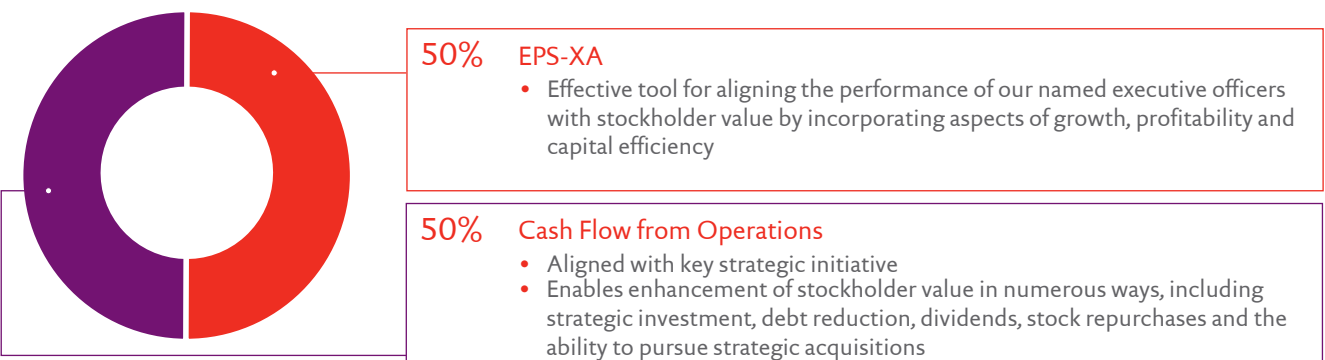 50% EPS-XA
• Effective tool for aligning the performance of our named executive officers
with stockholder value by incorporating aspects of growth, profitability and
capital efficiency
50% Cash Flow from Operations
• Aligned with key strategic initiative
• Enables enhancement of stockholder value in numerous ways, including
strategic investment, debt reduction, dividends, stock repurchases and the
ability to pursue strategic acquisitions